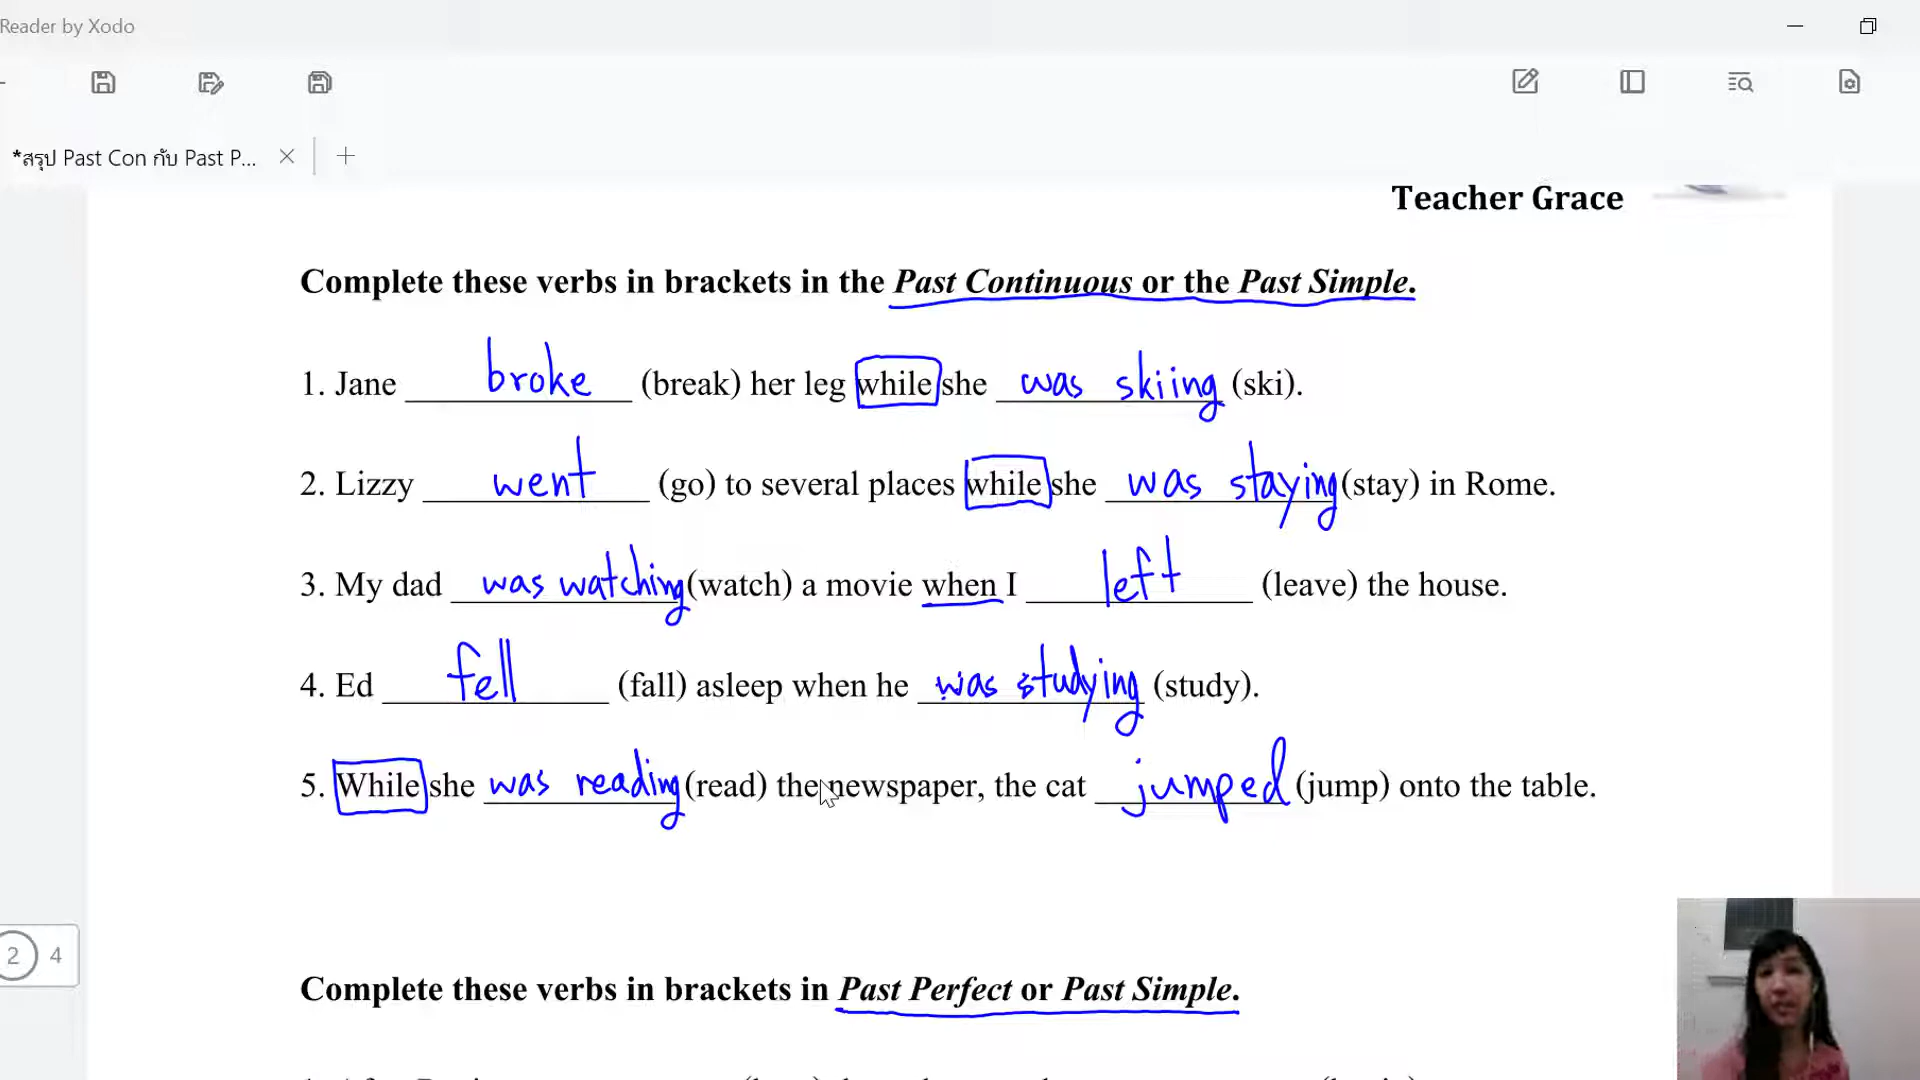 Reader by Xodo
*สรุป Past Con กับ Past P...
Teacher Grace
Complete these verbs in brackets in the Past Continuous or the Past Simple.
1. Jane broke (break) her leg while she was skiing (ski).
2. Lizzy went (go) to several places while she was staying (stay) in Rome.
3. My dad was watching (watch) a movie when I left (leave) the house.
4. Ed fell (fall) asleep when he was studying (study).
5. While she was reading (read) the newspaper, the cat jumped (jump) onto the table.
2 4
Complete these verbs in brackets in Past Perfect or Past Simple.